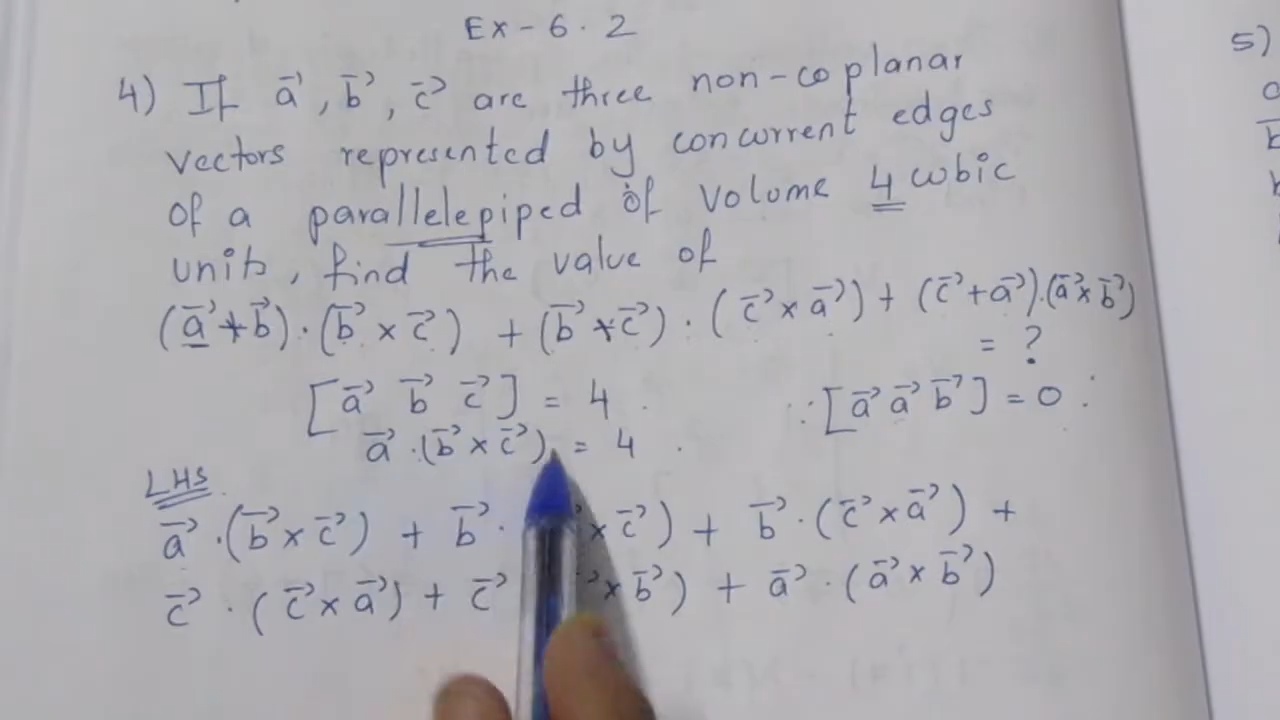 Ex-6.2
4) If a⃗, b⃗, c⃗ are three non-coplanar
vectors represented by concurrent edges
of a parallelepiped of volume 4 cubic
units, find the value of
(a⃗+b⃗).(b⃗×c⃗) + (b⃗+c⃗).(c⃗×a⃗) + (c⃗+a⃗).(a⃗×b⃗)
= ?
[a⃗ b⃗ c⃗] = 4. ∵[a⃗ a⃗ b⃗] = 0
a⃗.(b⃗×c⃗) = 4.
LHS
a⃗.(b⃗×c⃗) + b⃗. ×c⃗) + b⃗.(c⃗×a⃗) +
c⃗.(c⃗×a⃗) + c⃗ ×b⃗) + a⃗.(a⃗×b⃗)
5)